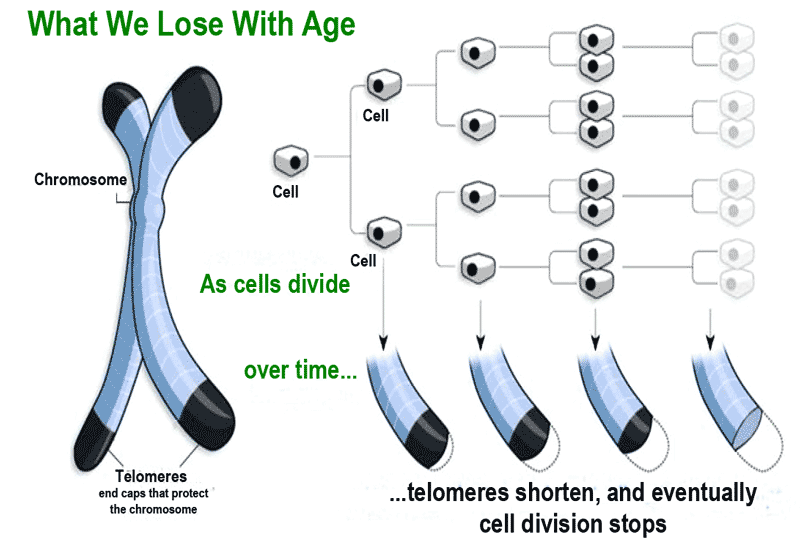 What We Lose With Age
Chromosome
Cell
Cell
Cell
As cells divide
over time...
Telomeres
end caps that protect
the chromosome
...telomeres shorten, and eventually
cell division stops